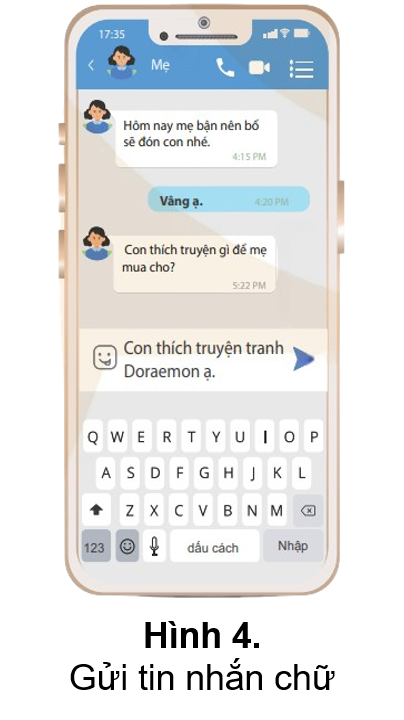 17:35
Mẹ
Hôm nay mẹ bận nên bố
sẽ đón con nhé.
4:15 PM
Vâng ạ.
4:20 PM
Con thích truyện gì để mẹ
mua cho?
5:22 PM
Con thích truyện tranh
Doraemon ạ.
Q W E R T Y U I O P
A S D F G H J K L
Z X C V B N M
123 dấu cách Nhập
Hình 4.
Gửi tin nhắn chữ